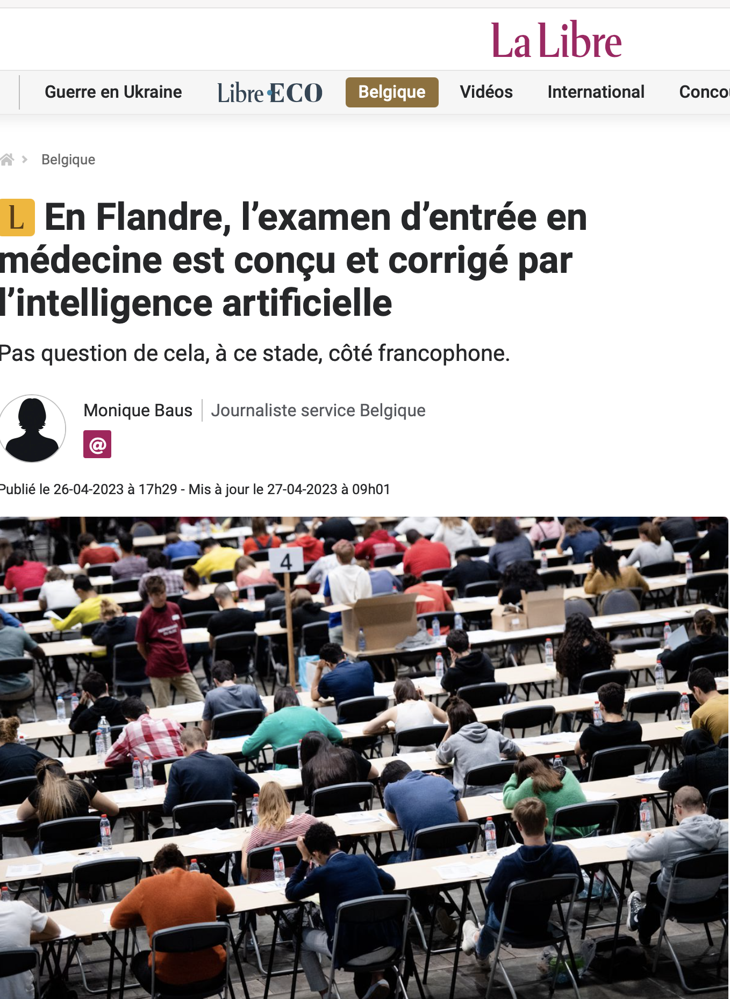 La Libre
Guerre en Ukraine Libre ECO Belgique Vidéos International
Belgique
L En Flandre, l’examen d’entrée en
médecine est conçu et corrigé par
l’intelligence artificielle
Pas question de cela, à ce stade, côté francophone.
Monique Baus Journaliste service Belgique
@
Publié le 26-04-2023 à 17h29 - Mis à jour le 27-04-2023 à 09h01
4